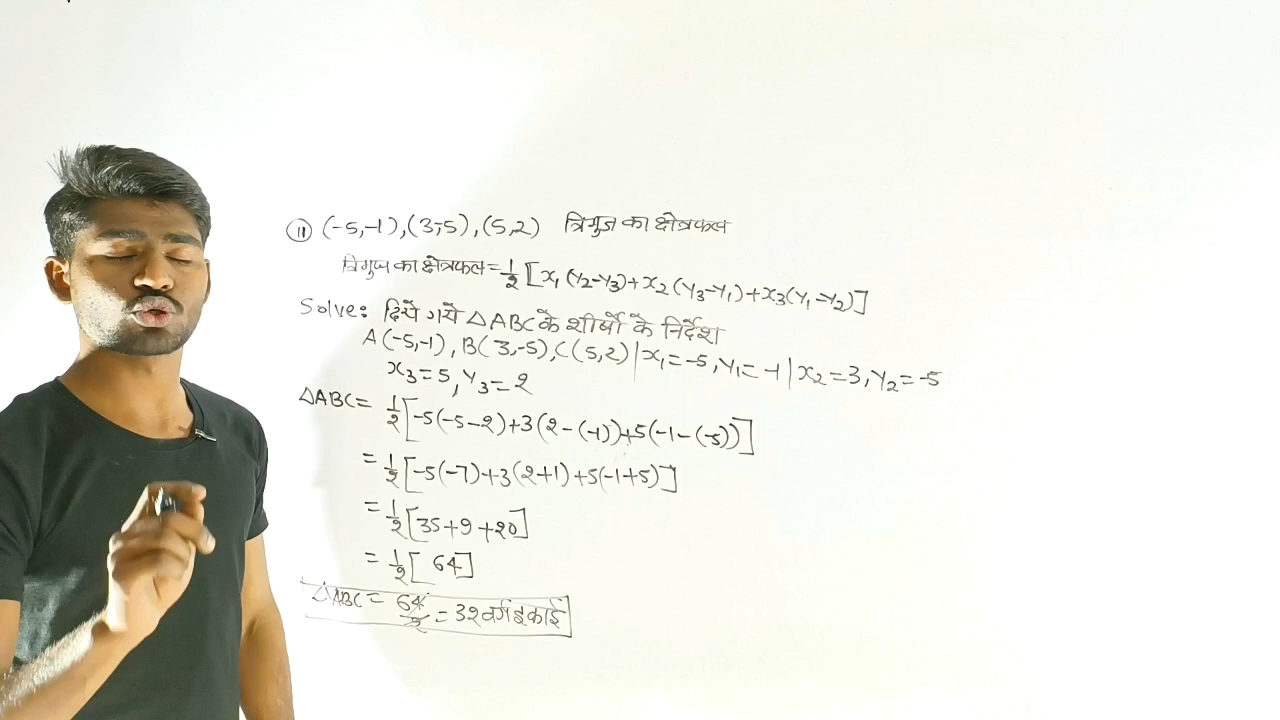 (ii) (-5,-1),(3,-5),(5,2) त्रिभुज का क्षेत्रफल
त्रिभुज का क्षेत्रफल = 1/2 [x₁(y₂-y₃)+x₂(y₃-y₁)+x₃(y₁-y₂)]
Solve: दिये गये △ABC के शीर्षो के निर्देश
A(-5,-1), B(3,-5), C(5,2) | x₁=-5, y₁=-1 | x₂=3, y₂=-5
x₃=5, y₃=2
△ABC= 1/2 [-5(-5-2)+3(2-(-1))+5(-1-(-5))]
= 1/2 [-5(-7)+3(2+1)+5(-1+5)]
= 1/2 [35+9+20]
= 1/2 [64]
△ABC = 64/2 = 32 वर्ग इकाई